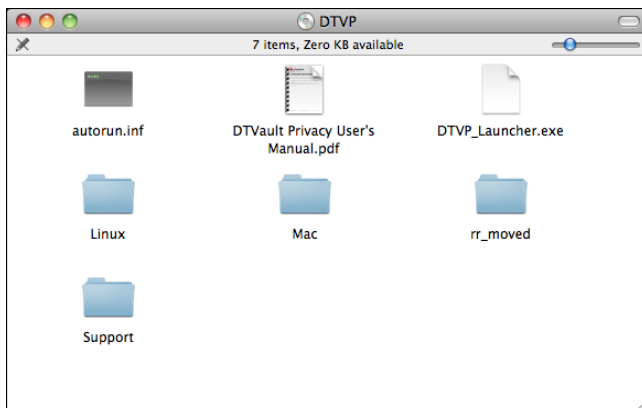 DTVP
7 items, Zero KB available
autorun.inf
DTVault Privacy User's
Manual.pdf
DTVP_Launcher.exe
Linux
Mac
rr_moved
Support